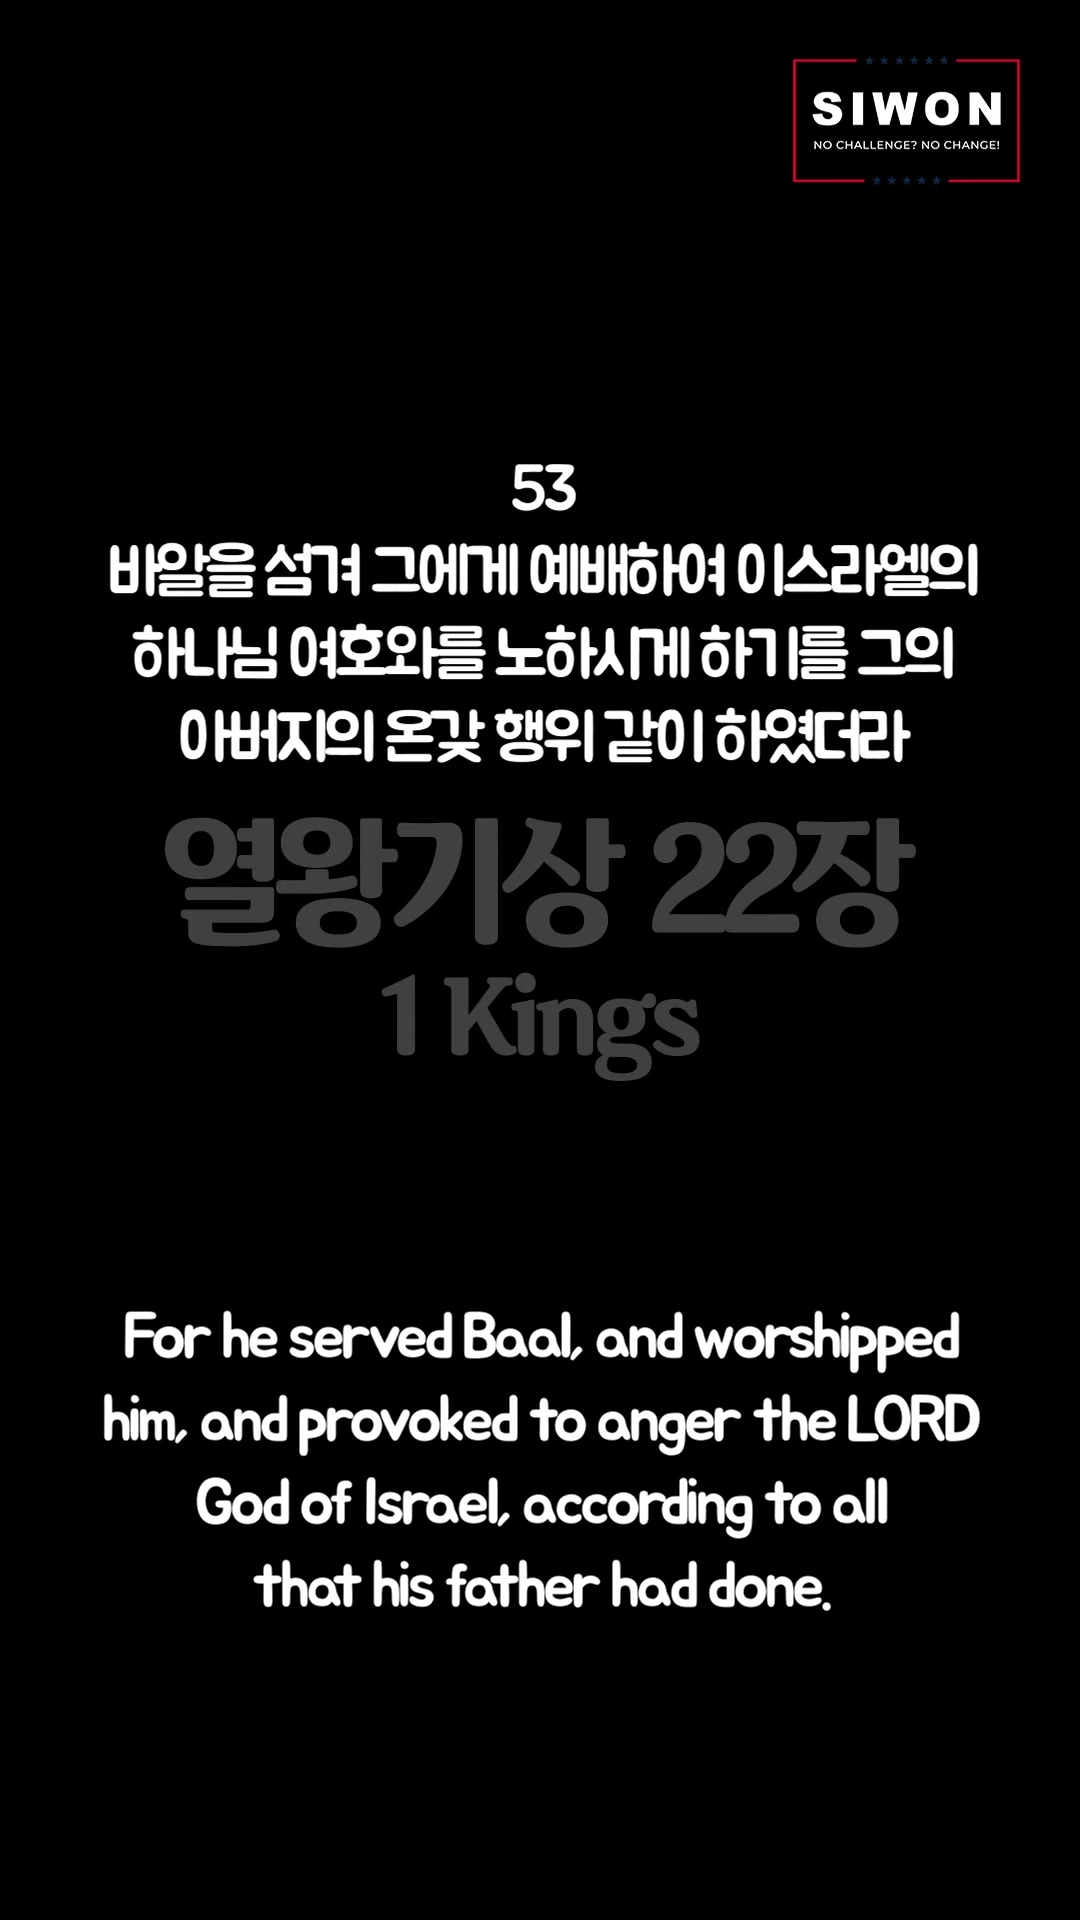 SIWON
NO CHALLENGE? NO CHANGE!
53
바알을 섬겨 그에게 예배하여 이스라엘의
하나님 여호와를 노하시게 하기를 그의
아버지의 온갖 행위 같이 하였더라
열왕기상 22장
1 Kings
For he served Baal, and worshipped
him, and provoked to anger the LORD
God of Israel, according to all
that his father had done.